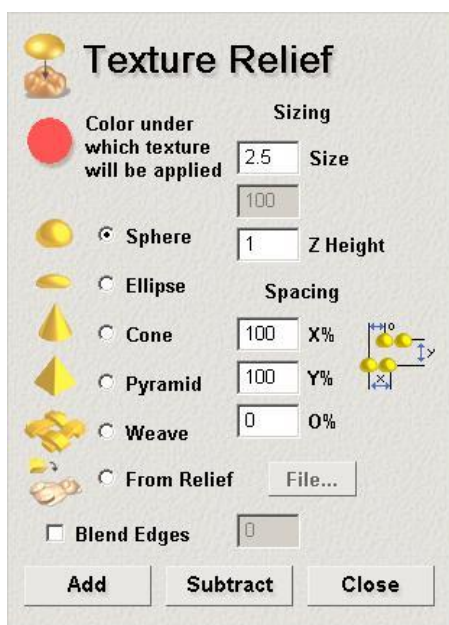 Texture Relief
Sizing
Color under
which texture
will be applied
2.5 Size
100
Sphere
1 Z Height
Ellipse
Spacing
Cone
100 X%
Pyramid
100 Y%
Weave
0 O%
From Relief
File...
Blend Edges
0
Add Subtract Close
o
y
x